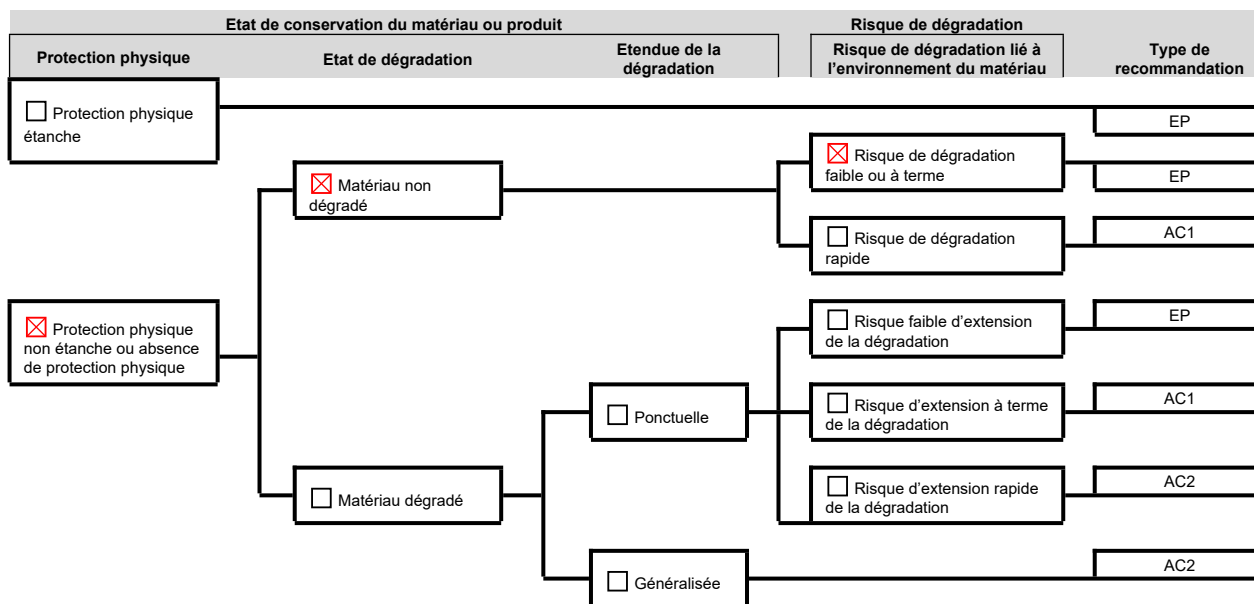 Etat de conservation du matériau ou produit
Risque de dégradation
Protection physique
Etat de dégradation
Etendue de la
dégradation
Risque de dégradation lié à
l'environnement du matériau
Type de
recommandation
Protection physique
étanche
EP
Matériau non
dégradé
Risque de dégradation
faible ou à terme
EP
Risque de dégradation
rapide
AC1
Protection physique
non étanche ou absence
de protection physique
Risque faible d'extension
de la dégradation
EP
Ponctuelle
Risque d'extension à terme
de la dégradation
AC1
Matériau dégradé
Risque d'extension rapide
de la dégradation
AC2
Généralisée
AC2